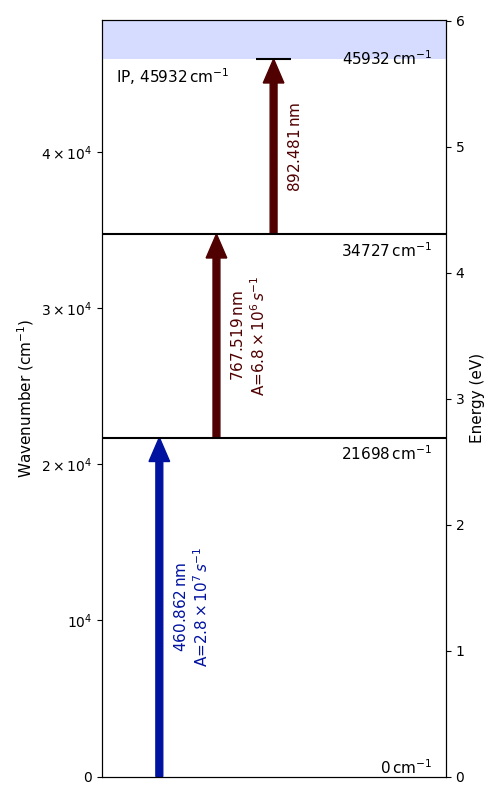 6
45932 cm⁻¹
IP, 45932 cm⁻¹
892.481 nm
4 × 10⁴
5
34727 cm⁻¹
4
3 × 10⁴
767.519 nm
A=6.8 × 10⁶ s⁻¹
3
Wavenumber (cm⁻¹)
Energy (eV)
21698 cm⁻¹
2 × 10⁴
2
460.862 nm
A=2.8 × 10⁷ s⁻¹
10⁴
1
0 cm⁻¹
0
0